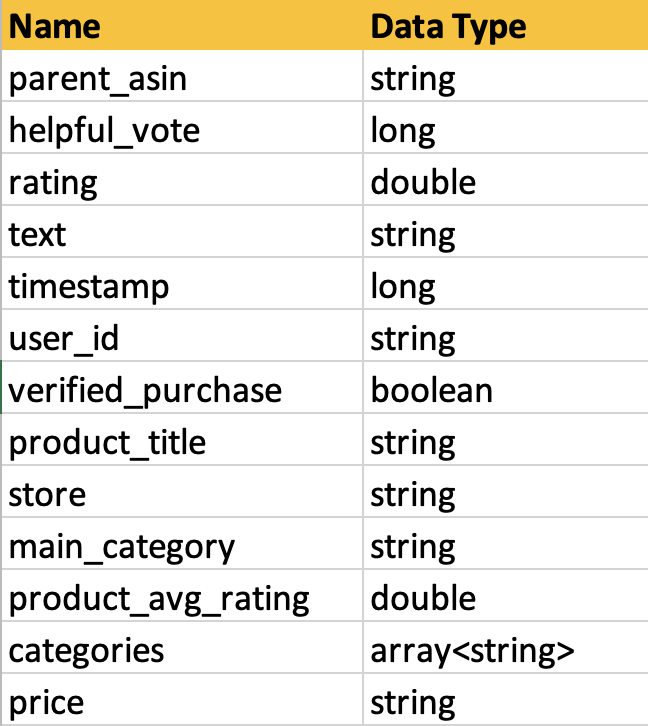 Name Data Type
parent_asin string
helpful_vote long
rating double
text string
timestamp long
user_id string
verified_purchase boolean
product_title string
store string
main_category string
product_avg_rating double
categories array<string>
price string